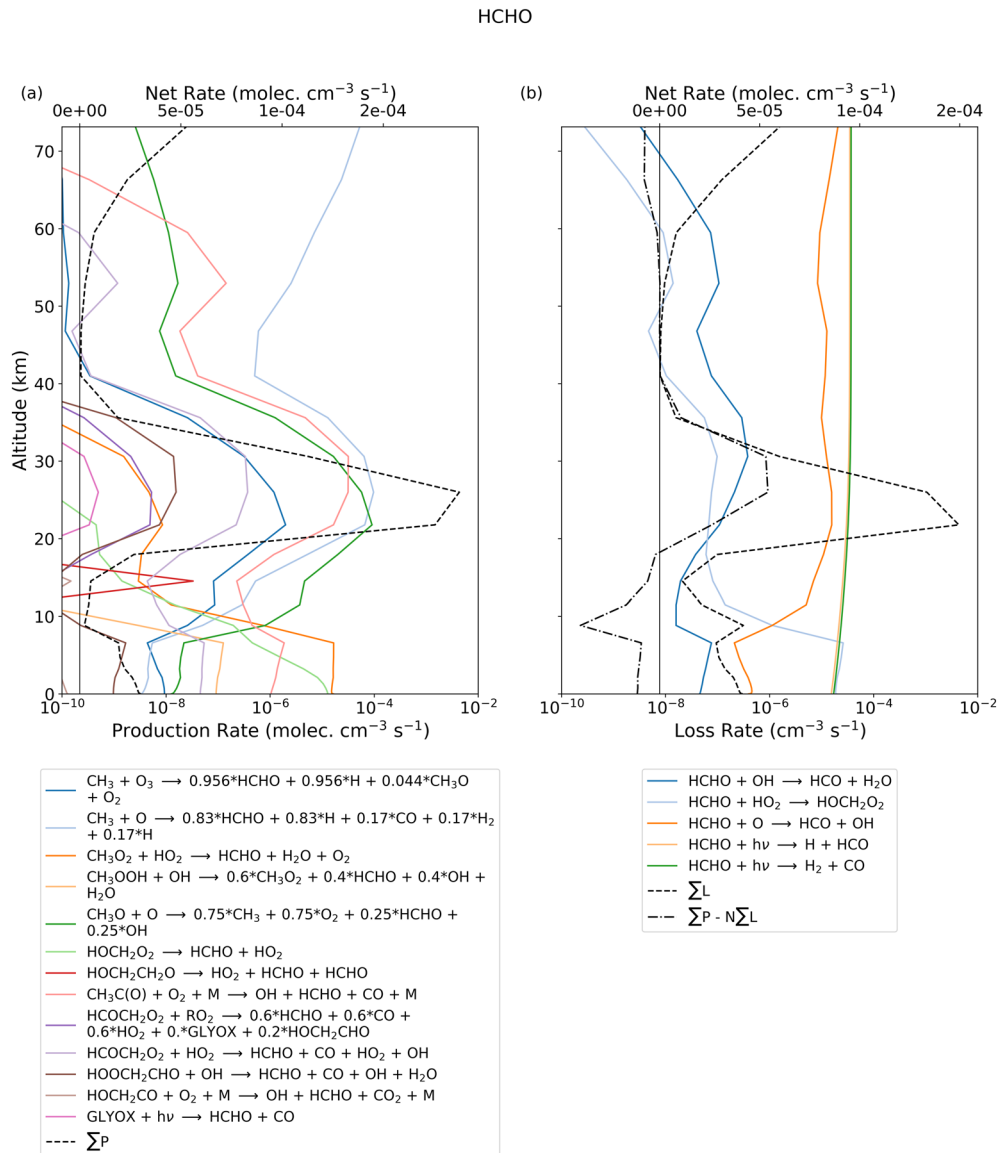 HCHO
(a)
Net Rate (molec. cm⁻³ s⁻¹)
0e+00 5e-05 1e-04 2e-04
(b)
Net Rate (molec. cm⁻³ s⁻¹)
0e+00 5e-05 1e-04 2e-04
70
60
50
40
30
20
10
0
Altitude (km)
10⁻¹⁰ 10⁻⁸ 10⁻⁶ 10⁻⁴ 10⁻²
Production Rate (molec. cm⁻³ s⁻¹)
10⁻¹⁰ 10⁻⁸ 10⁻⁶ 10⁻⁴ 10⁻²
Loss Rate (cm⁻³ s⁻¹)
CH₃ + O₃ ⟶ 0.956*HCHO + 0.956*H + 0.044*CH₃O
+ O₂
CH₃ + O ⟶ 0.83*HCHO + 0.83*H + 0.17*CO + 0.17*H₂
+ 0.17*H
CH₃O₂ + HO₂ ⟶ HCHO + H₂O + O₂
CH₃OOH + OH ⟶ 0.6*CH₃O₂ + 0.4*HCHO + 0.4*OH +
H₂O
CH₃O + O ⟶ 0.75*CH₃ + 0.75*O₂ + 0.25*HCHO +
0.25*OH
HOCH₂O₂ ⟶ HCHO + HO₂
HOCH₂CH₂O ⟶ HO₂ + HCHO + HCHO
CH₃C(O) + O₂ + M ⟶ OH + HCHO + CO + M
HCOCH₂O₂ + RO₂ ⟶ 0.6*HCHO + 0.6*CO +
0.6*HO₂ + 0.*GLYOX + 0.2*HOCH₂CHO
HCOCH₂O₂ + HO₂ ⟶ HCHO + CO + HO₂ + OH
HOOCH₂CHO + OH ⟶ HCHO + CO + OH + H₂O
HOCH₂CO + O₂ + M ⟶ OH + HCHO + CO₂ + M
GLYOX + hν ⟶ HCHO + CO
∑P
HCHO + OH ⟶ HCO + H₂O
HCHO + HO₂ ⟶ HOCH₂O₂
HCHO + O ⟶ HCO + OH
HCHO + hν ⟶ H + HCO
HCHO + hν ⟶ H₂ + CO
∑L
∑P - N∑L